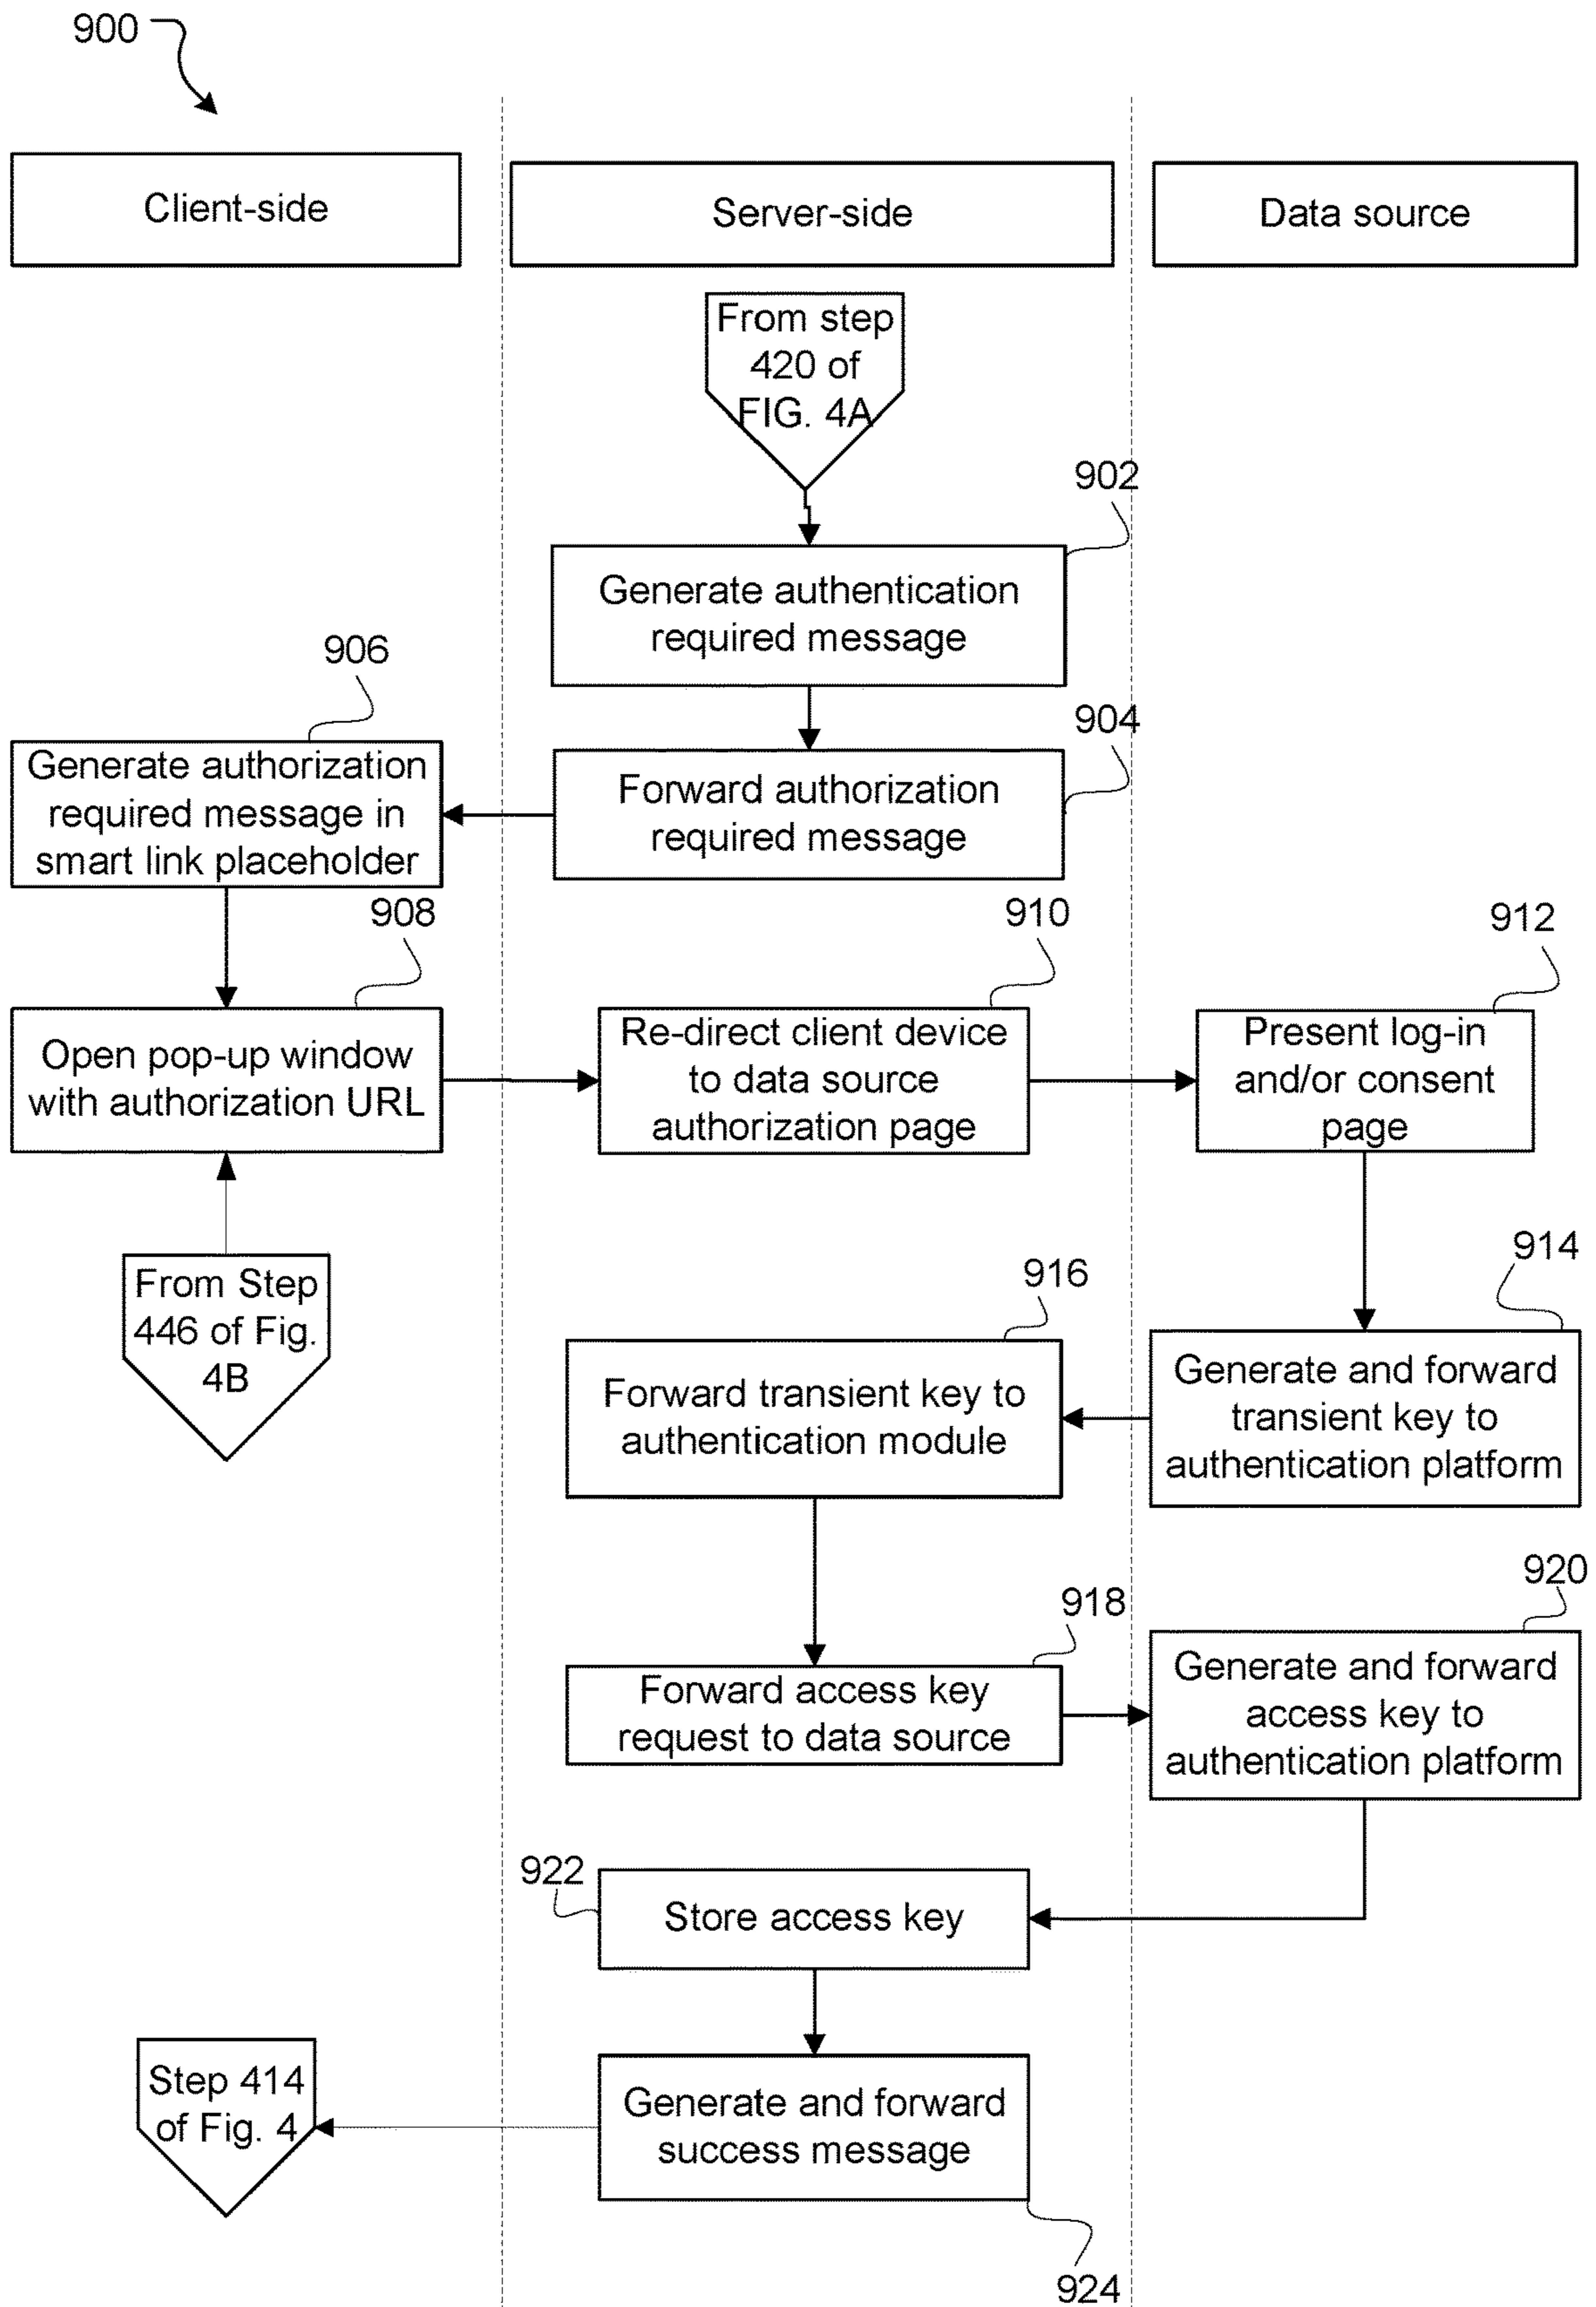 900
Client-side
Server-side
Data source
From step
420 of
FIG. 4A
902
Generate authentication
required message
906
904
Generate authorization
required message in
smart link placeholder
Forward authorization
required message
908
910
912
Open pop-up window
with authorization URL
Re-direct client device
to data source
authorization page
Present log-in
and/or consent
page
From Step
446 of Fig.
4B
916
914
Forward transient key to
authentication module
Generate and forward
transient key to
authentication platform
918
920
Forward access key
request to data source
Generate and forward
access key to
authentication platform
922
Store access key
Step 414
of Fig. 4
Generate and forward
success message
924